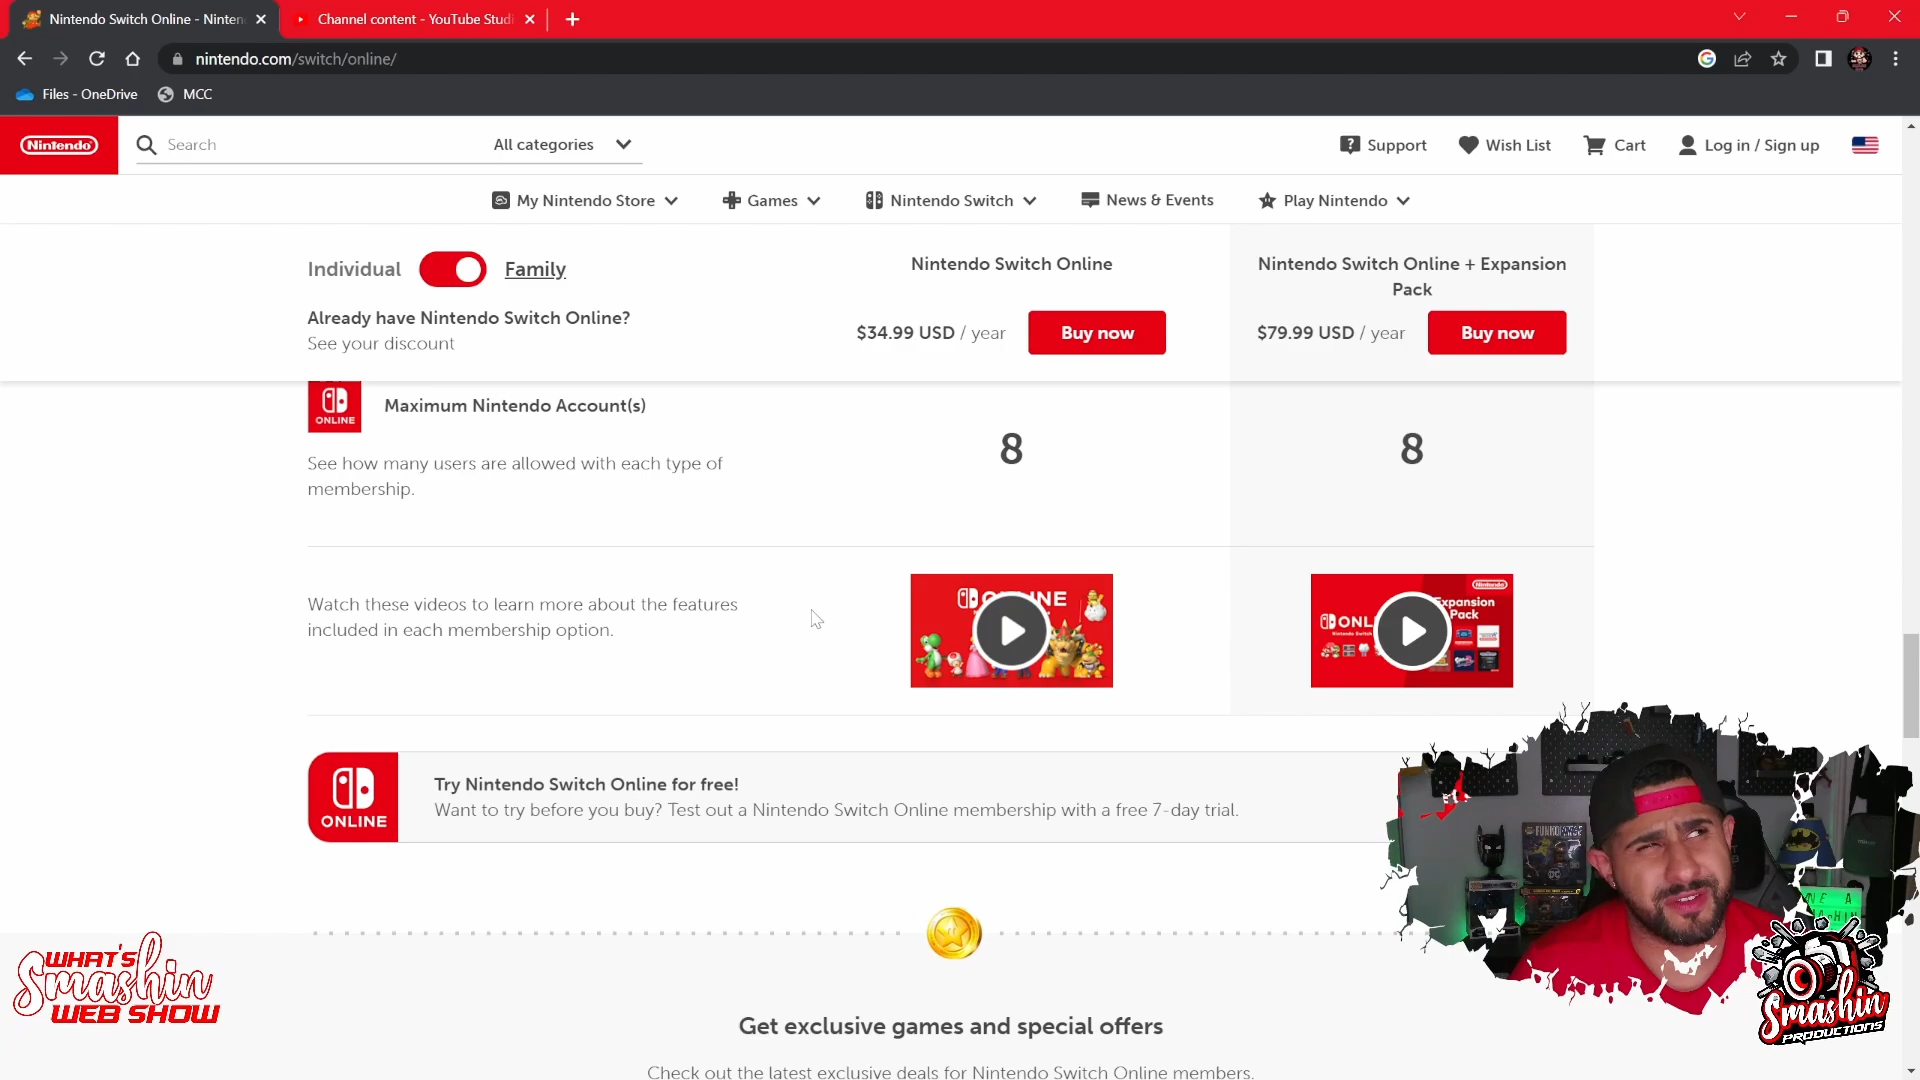 Nintendo Switch Online - Ninten
Channel content - YouTube Studi
nintendo.com/switch/online/
Files - OneDrive
MCC
Nintendo
Search
All categories
Support
Wish List
Cart
Log in / Sign up
My Nintendo Store
Games
Nintendo Switch
News & Events
Play Nintendo
Individual
Family
Already have Nintendo Switch Online?
See your discount
Nintendo Switch Online
$34.99 USD / year
Buy now
Nintendo Switch Online + Expansion
Pack
$79.99 USD / year
Buy now
ONLINE
Maximum Nintendo Account(s)
See how many users are allowed with each type of
membership.
8
8
Watch these videos to learn more about the features
included in each membership option.
Nintendo
Expansion
Pack
ONLINE
Try Nintendo Switch Online for free!
Want to try before you buy? Test out a Nintendo Switch Online membership with a free 7-day trial.
WHAT'S
Smashin
WEB SHOW
Smashin
PRODUCTIONS
Get exclusive games and special offers
Check out the latest exclusive deals for Nintendo Switch Online members.